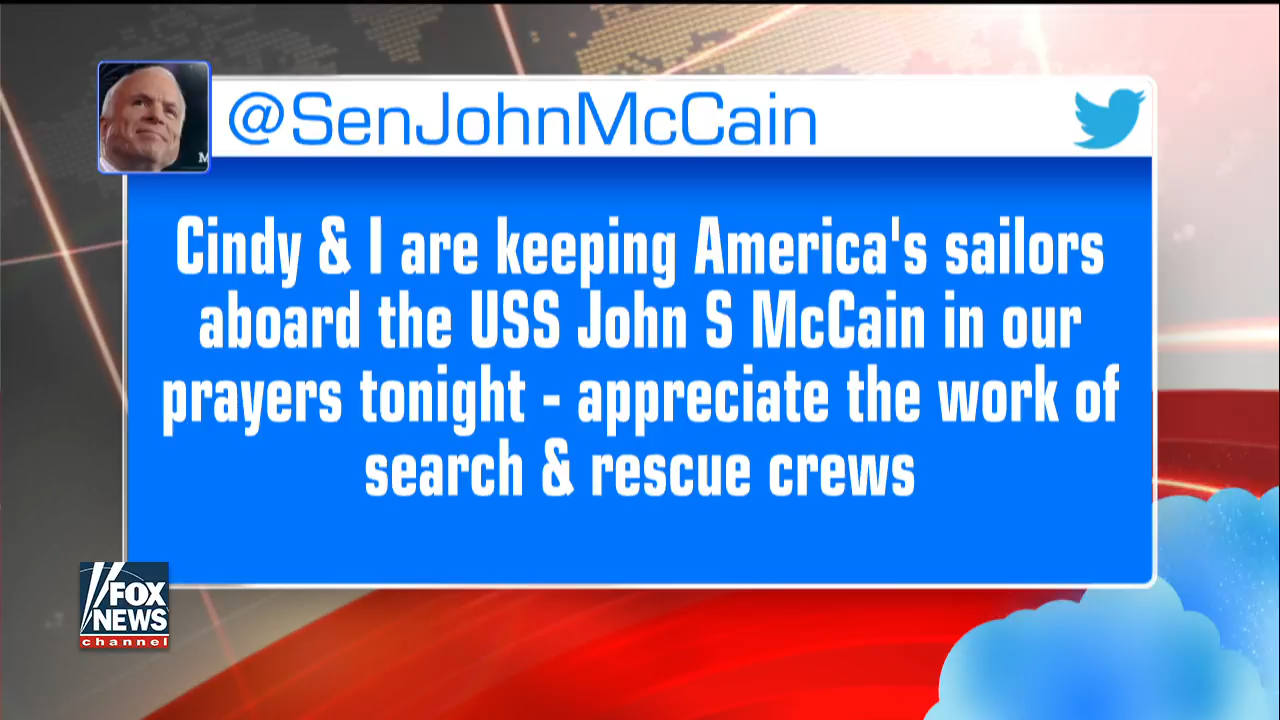 @SenJohnMcCain
M
Cindy & I are keeping America's sailors
aboard the USS John S McCain in our
prayers tonight - appreciate the work of
search & rescue crews
FOX
NEWS
channel